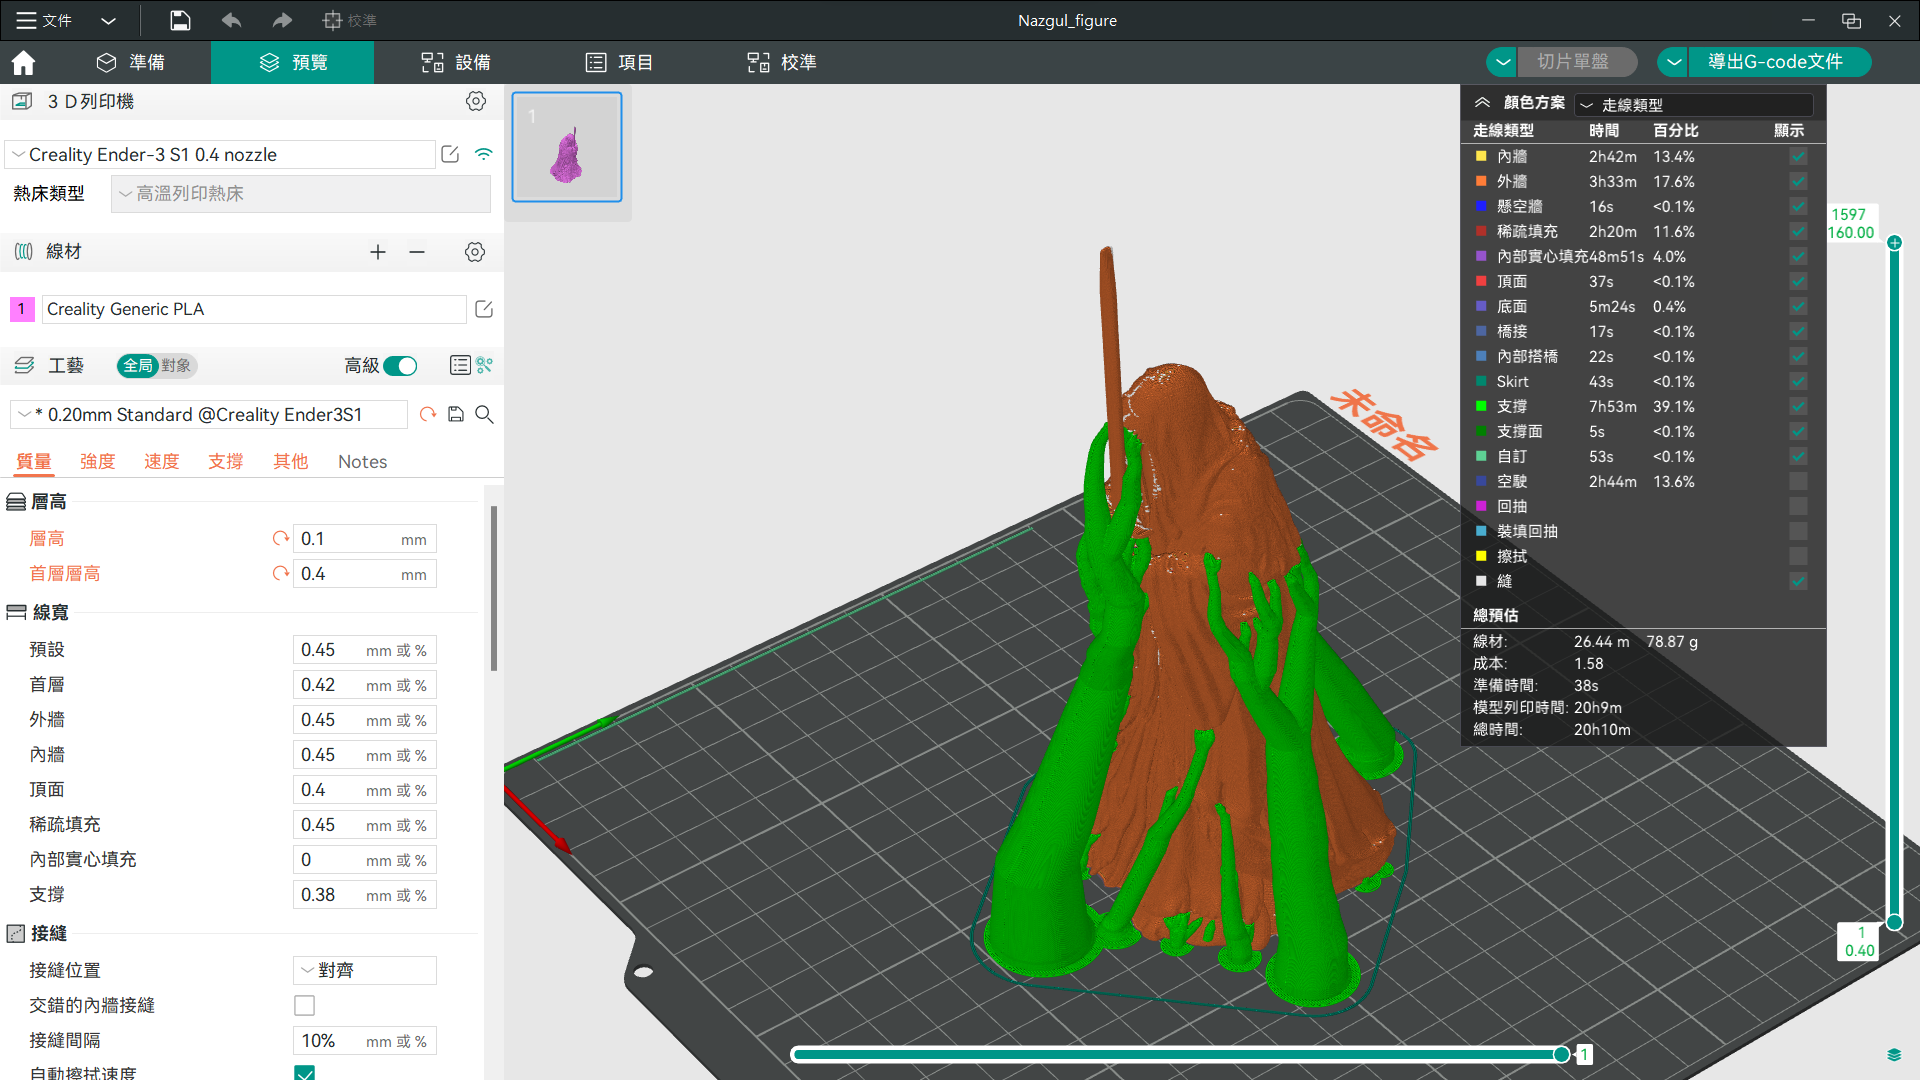 文件
校準
Nazgul_figure
準備
預覽
設備
項目
校準
切片單盤
導出G-code文件
3 D列印機
Creality Ender-3 S1 0.4 nozzle
熱床類型
高溫列印熱床
線材
1
Creality Generic PLA
工藝
全局
對象
高級
* 0.20mm Standard @Creality Ender3S1
質量
強度
速度
支撐
其他
Notes
層高
層高
0.1 mm
首層層高
0.4 mm
線寬
預設
0.45 mm 或 %
首層
0.42 mm 或 %
外牆
0.45 mm 或 %
內牆
0.45 mm 或 %
頂面
0.4 mm 或 %
稀疏填充
0.45 mm 或 %
內部實心填充
0 mm 或 %
支撐
0.38 mm 或 %
接縫
接縫位置
對齊
交錯的內牆接縫
接縫間隔
10% mm 或 %
自動擦拭速度
1
未命名
顏色方案
走線類型
走線類型 時間 百分比 顯示
內牆 2h42m 13.4%
外牆 3h33m 17.6%
懸空牆 16s <0.1%
稀疏填充 2h20m 11.6%
內部實心填充 48m51s 4.0%
頂面 37s <0.1%
底面 5m24s 0.4%
橋接 17s <0.1%
內部搭橋 22s <0.1%
Skirt 43s <0.1%
支撐 7h53m 39.1%
支撐面 5s <0.1%
自訂 53s <0.1%
空駛 2h44m 13.6%
回抽
裝填回抽
擦拭
縫
總預估
線材: 26.44 m 78.87 g
成本: 1.58
準備時間: 38s
模型列印時間: 20h9m
總時間: 20h10m
1597
160.00
1
0.40
1